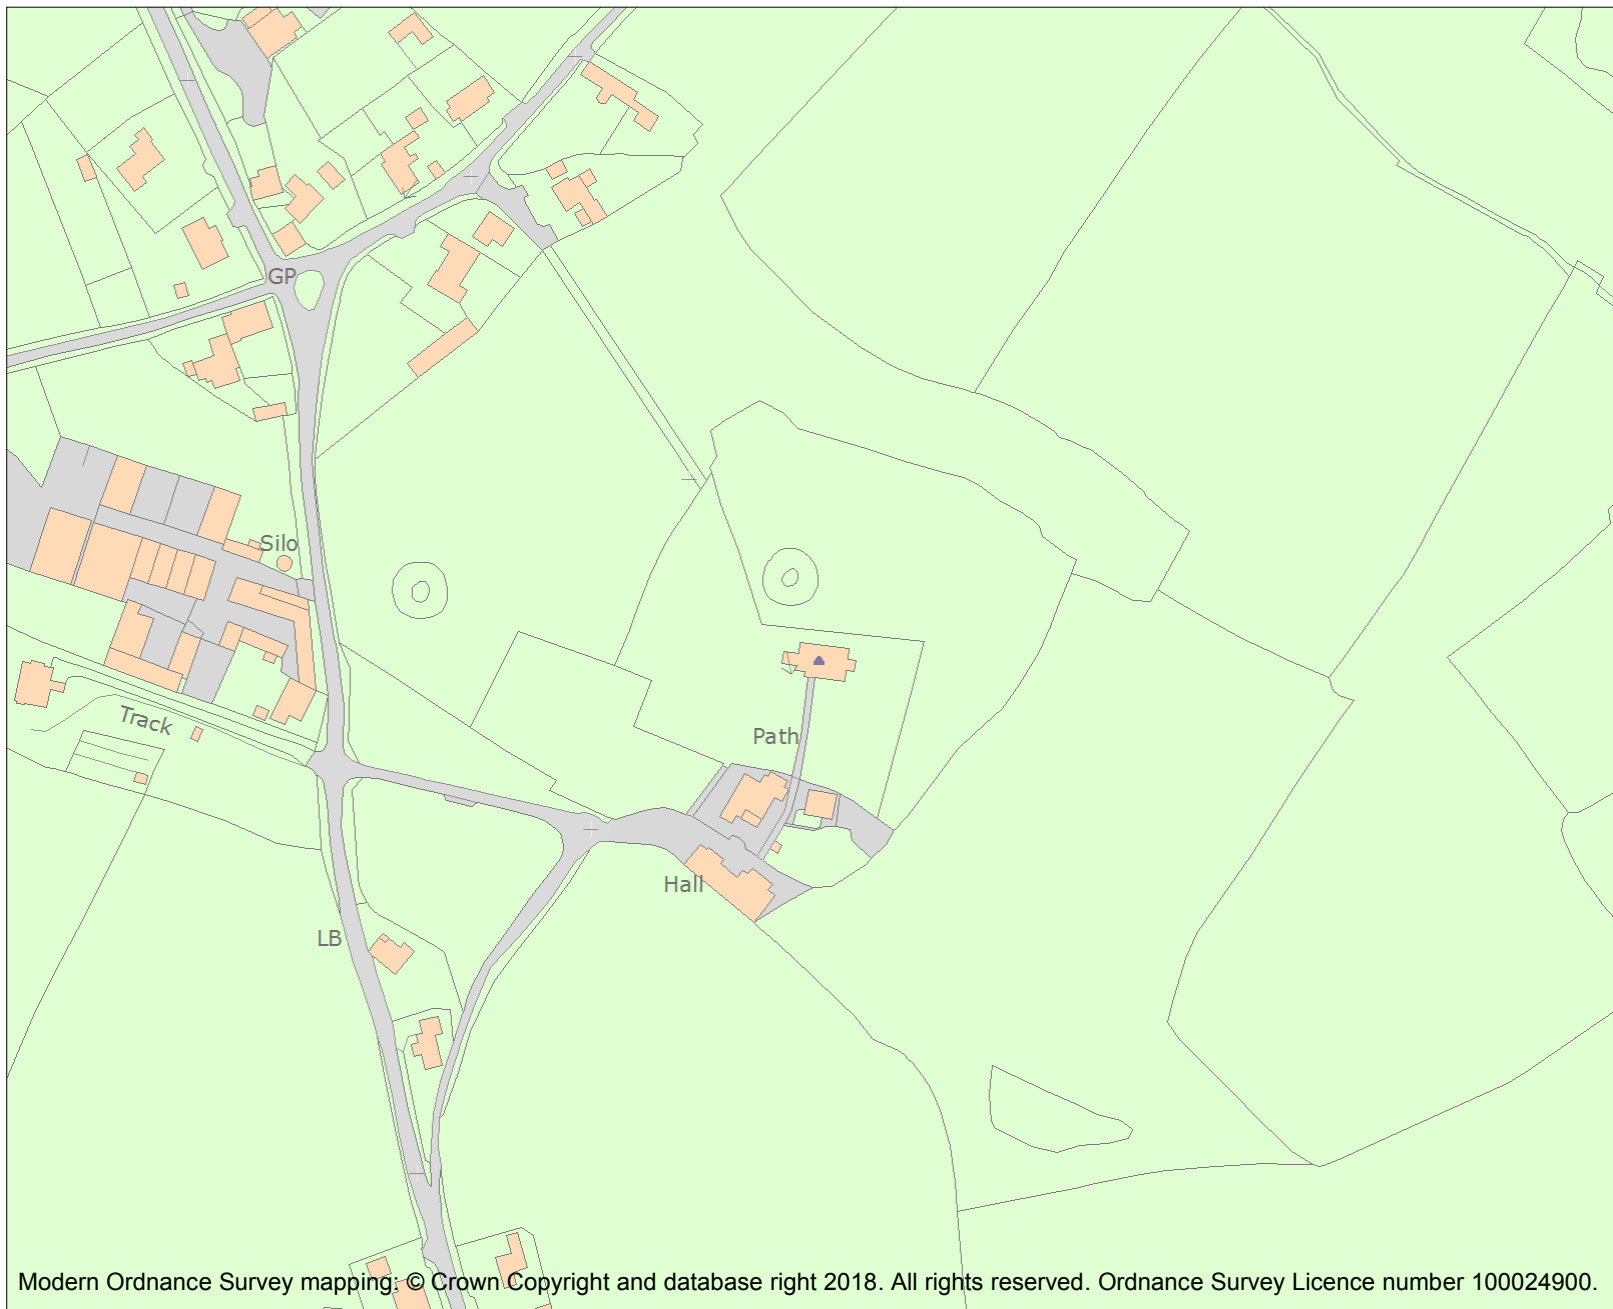 GP
Silo
Track
Path
Hall
LB
Modern Ordnance Survey mapping: © Crown Copyright and database right 2018. All rights reserved. Ordnance Survey Licence number 100024900.